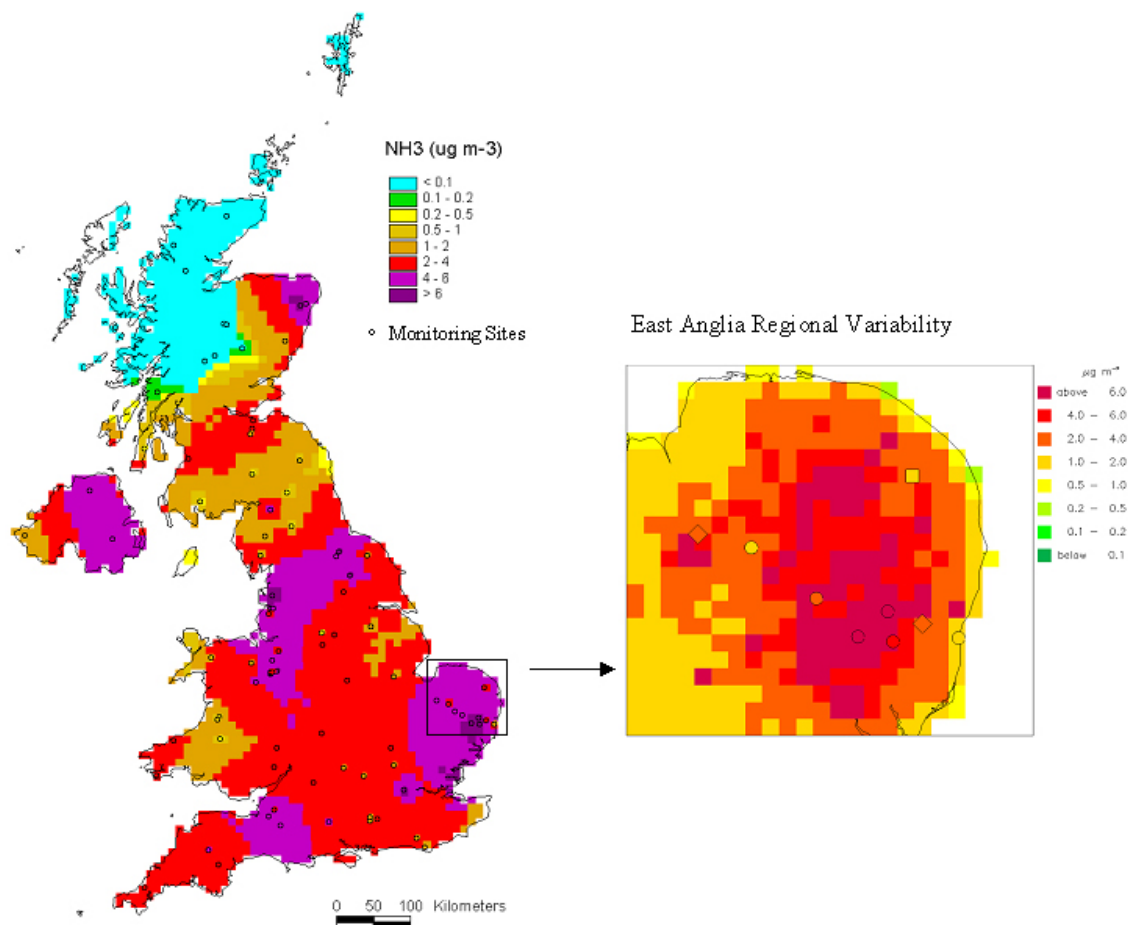 NH3 (ug m-3)
< 0.1
0.1 - 0.2
0.2 - 0.5
0.5 - 1
1 - 2
2 - 4
4 - 6
> 6
Monitoring Sites
East Anglia Regional Variability
µg m⁻³
above 6.0
4.0 – 6.0
2.0 – 4.0
1.0 – 2.0
0.5 – 1.0
0.2 – 0.5
0.1 – 0.2
below 0.1
0 50 100 Kilometers